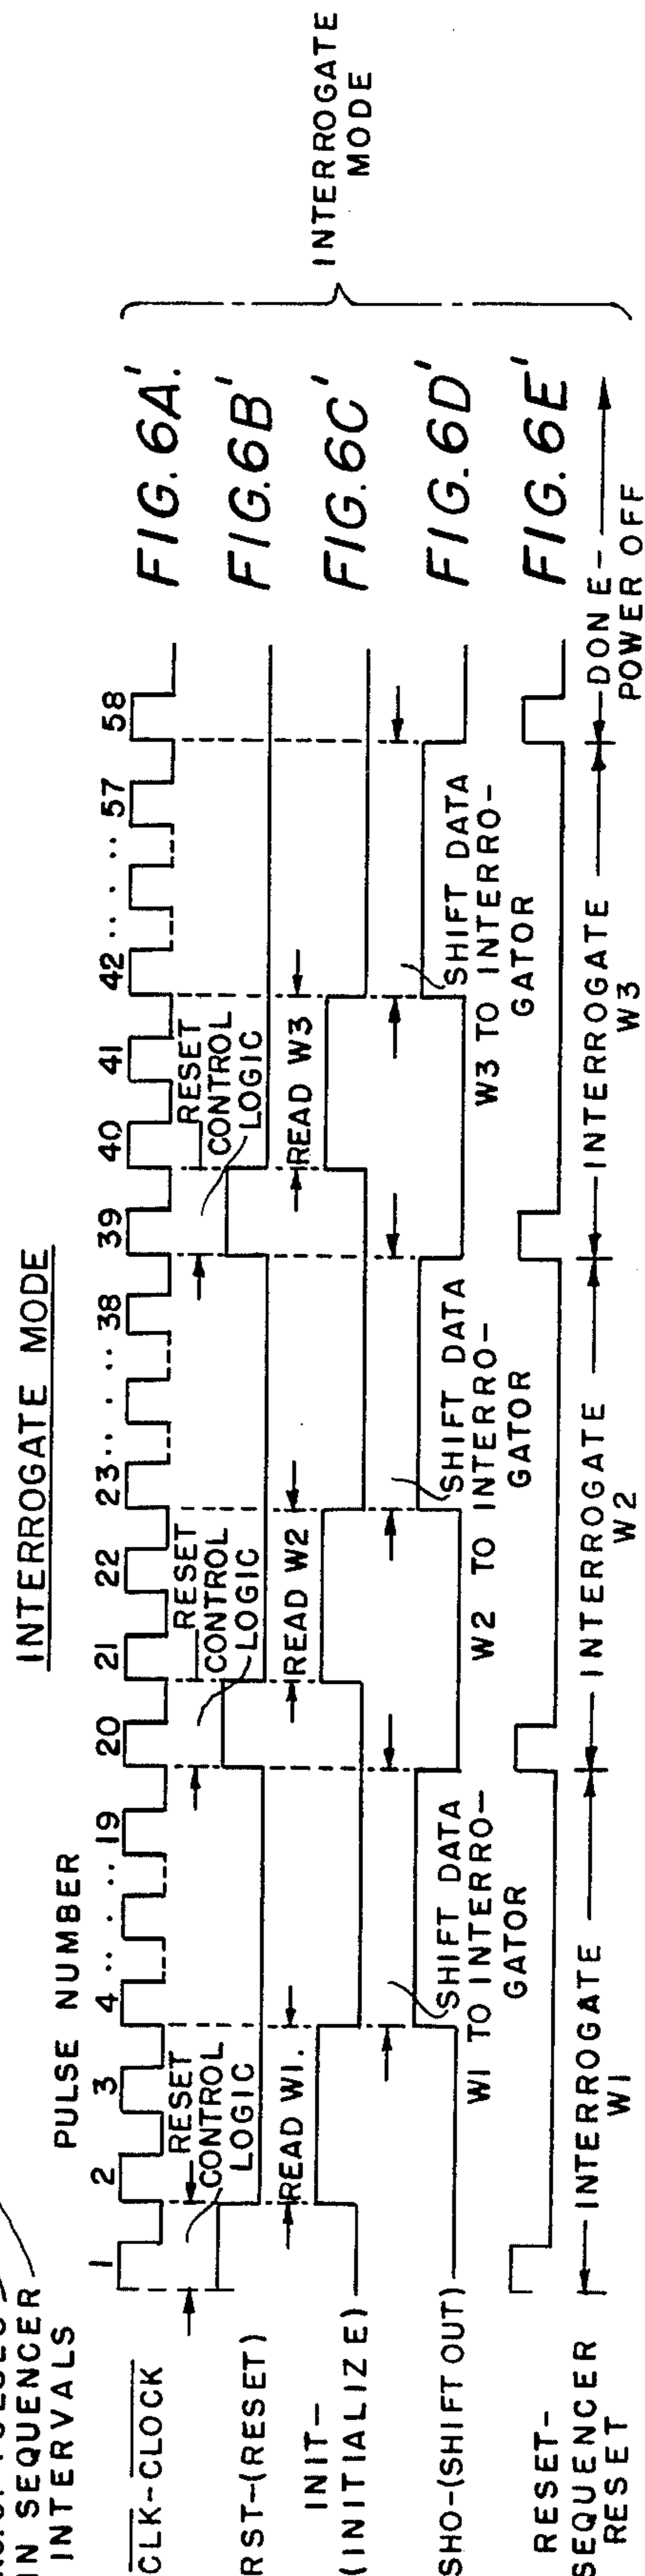 IN SEQUENCER
INTERVALS
INTERROGATE MODE
PULSE NUMBER
1 2 3 4 ... 19 20 21 22 23 ... 38 39 40 41 42 ... 57 58
CLK-CLOCK
FIG. 6A'.
RESET
CONTROL
LOGIC
RESET
CONTROL
LOGIC
RESET
CONTROL
LOGIC
RST-(RESET)
FIG. 6B'
READ W1.
READ W2
READ W3
INIT-
(INITIALIZE)
FIG. 6C'
SHIFT DATA
W1 TO INTERRO-
GATOR
SHIFT DATA
W2 TO INTERRO-
GATOR
SHIFT DATA
W3 TO INTERRO-
GATOR
SHO-(SHIFT OUT)
FIG. 6D'
RESET-
SEQUENCER
RESET
FIG. 6E'
INTERROGATE
W1
INTERROGATE
W2
INTERROGATE
W3
DONE-
POWER OFF
INTERROGATE
MODE